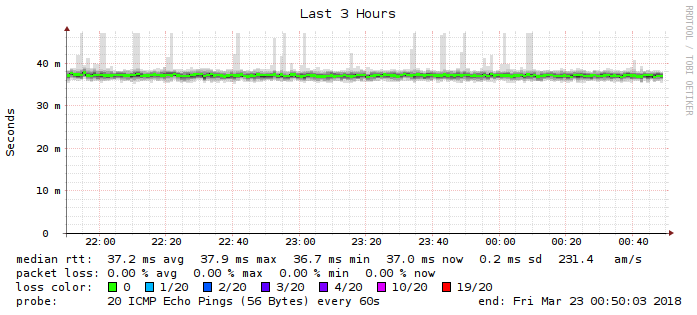 Last 3 Hours
RRDTOOL / TOBI OETIKER
Seconds
40 m
30 m
20 m
10 m
0
22:00 22:20 22:40 23:00 23:20 23:40 00:00 00:20 00:40
median rtt: 37.2 ms avg 37.9 ms max 36.7 ms min 37.0 ms now 0.2 ms sd 231.4 am/s
packet loss: 0.00 % avg 0.00 % max 0.00 % min 0.00 % now
loss color: 0 1/20 2/20 3/20 4/20 10/20 19/20
probe: 20 ICMP Echo Pings (56 Bytes) every 60s end: Fri Mar 23 00:50:03 2018